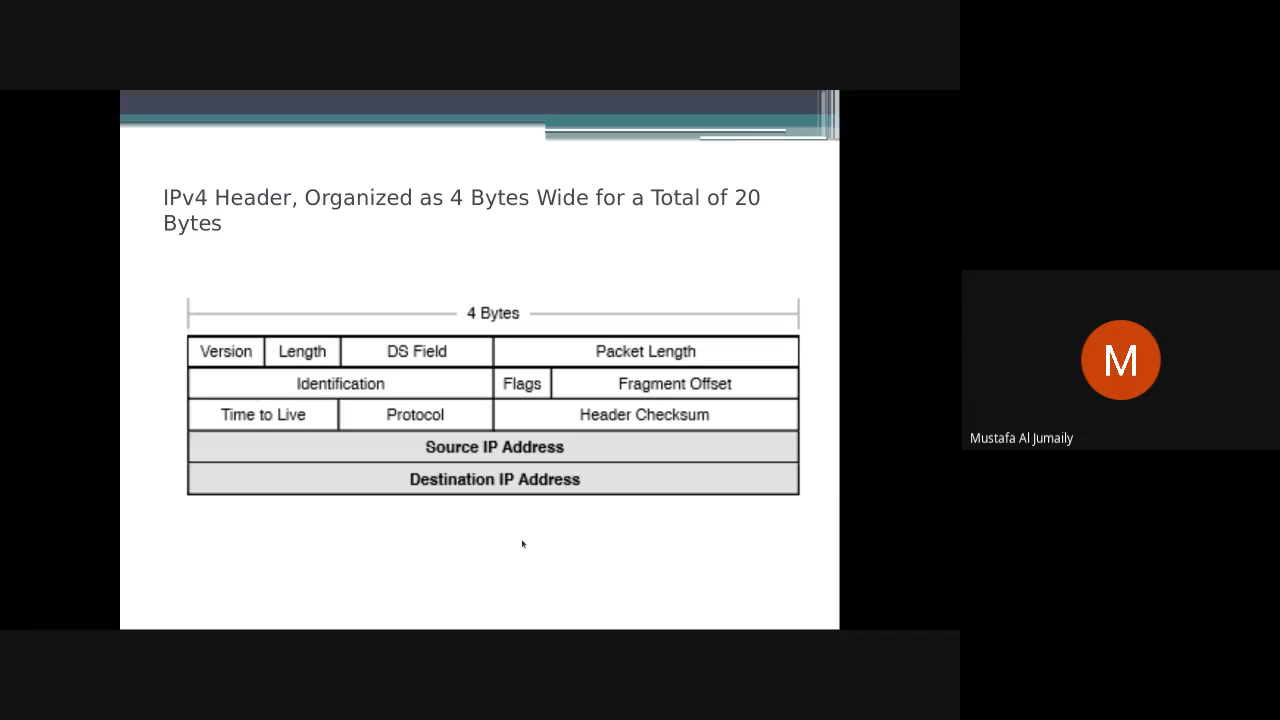 IPv4 Header, Organized as 4 Bytes Wide for a Total of 20
Bytes
4 Bytes
Version Length DS Field Packet Length
Identification Flags Fragment Offset
Time to Live Protocol Header Checksum
Source IP Address
Destination IP Address
M
Mustafa Al Jumaily